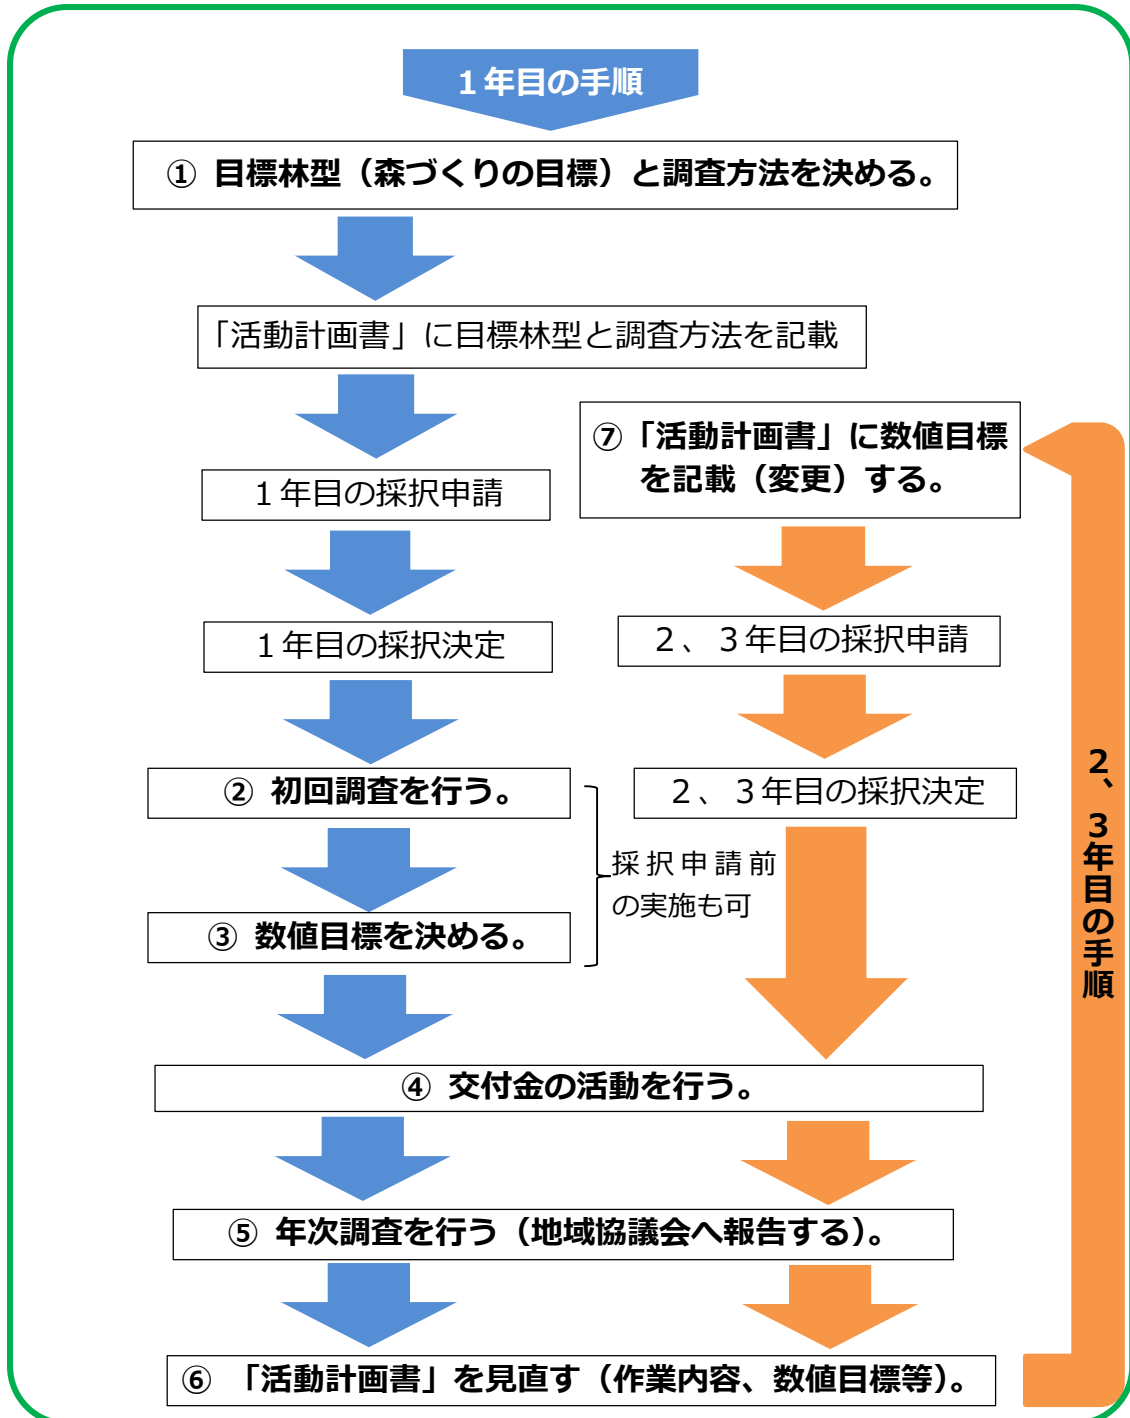 １年目の手順
① 目標林型（森づくりの目標）と調査方法を決める。
「活動計画書」に目標林型と調査方法を記載
１年目の採択申請
１年目の採択決定
② 初回調査を行う。
③ 数値目標を決める。
採択申請前
の実施も可
⑦「活動計画書」に数値目標
を記載（変更）する。
２、３年目の採択申請
２、３年目の採択決定
④ 交付金の活動を行う。
⑤ 年次調査を行う（地域協議会へ報告する）。
⑥ 「活動計画書」を見直す（作業内容、数値目標等）。
２、３年目の手順